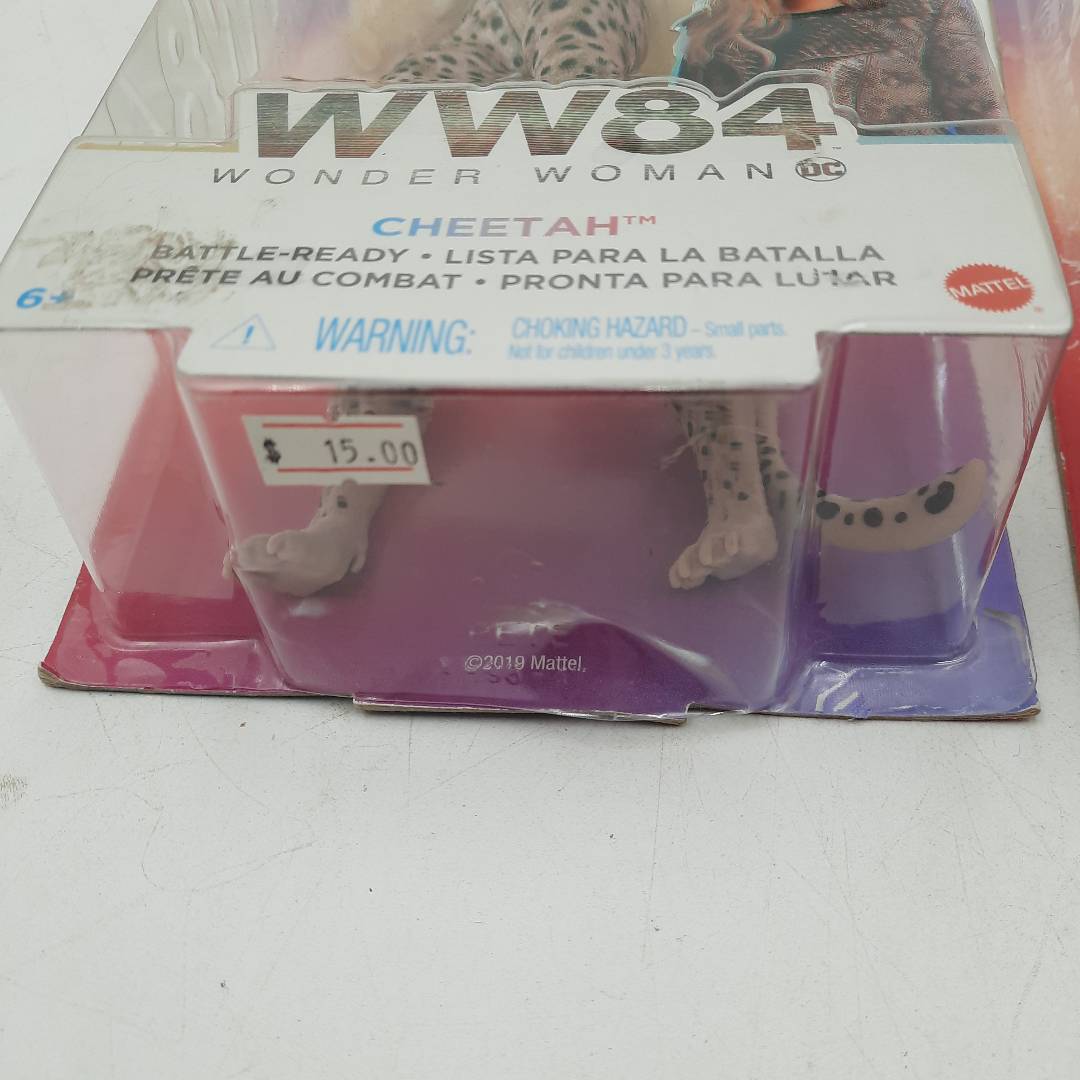 WW84
WONDER WOMAN DC
CHEETAH™
BATTLE-READY • LISTA PARA LA BATALLA
PRÊTE AU COMBAT • PRONTA PARA LUTAR
6+
MATTEL
WARNING: CHOKING HAZARD – Small parts.
Not for children under 3 years.
$ 15.00
©2019 Mattel.